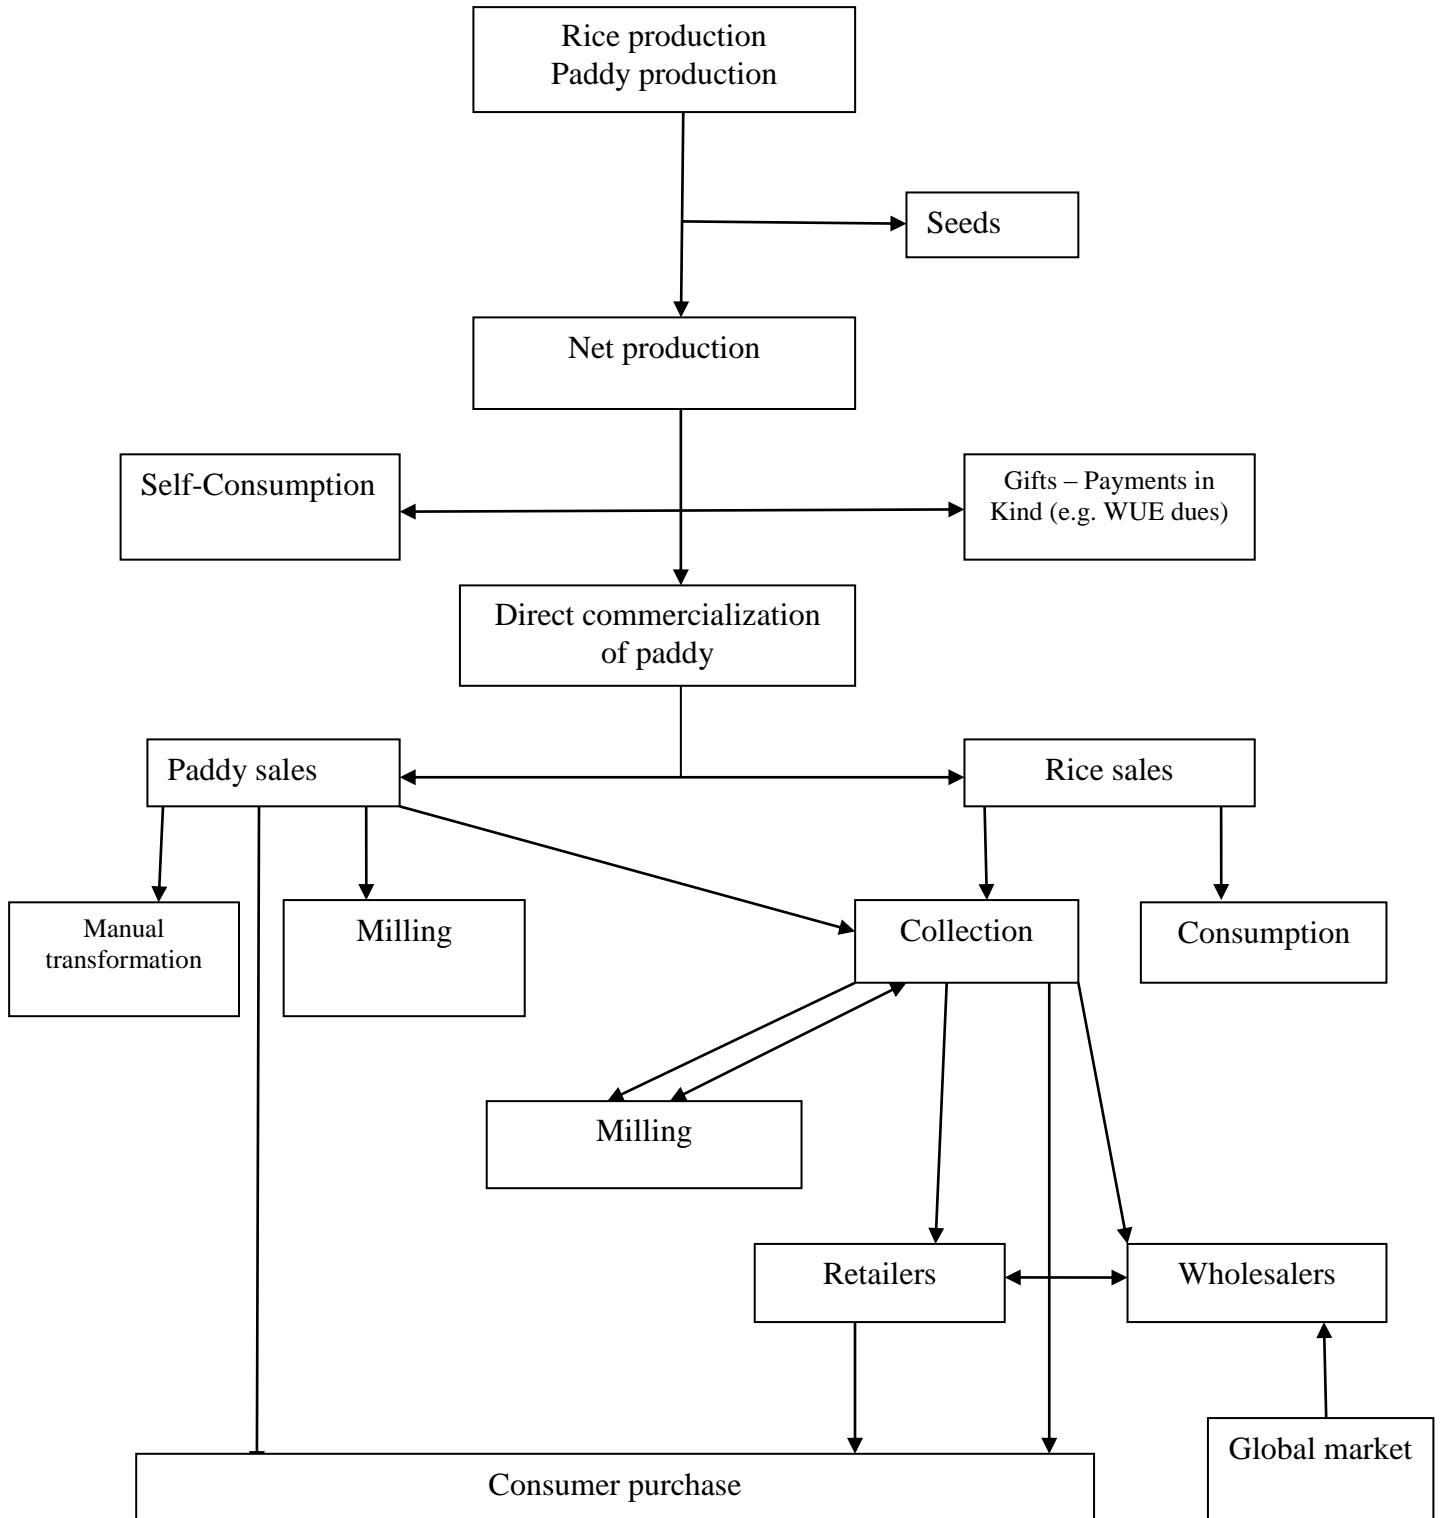 Rice production
Paddy production
Seeds
Net production
Self-Consumption
Gifts – Payments in
Kind (e.g. WUE dues)
Direct commercialization
of paddy
Paddy sales
Rice sales
Manual
transformation
Milling
Collection
Consumption
Milling
Retailers
Wholesalers
Global market
Consumer purchase